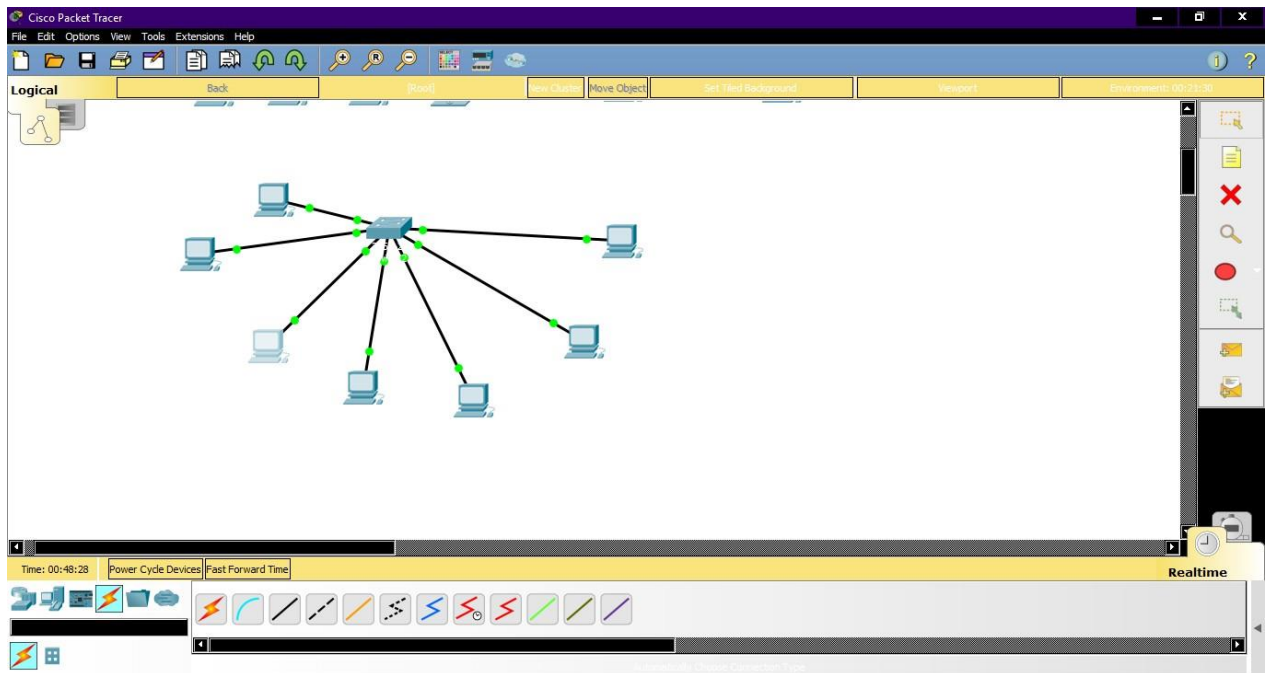 Cisco Packet Tracer
File Edit Options View Tools Extensions Help
Logical Back [Root] New Cluster Move Object Set Tiled Background Viewport Environment: 00:21:30
Time: 00:48:28 Power Cycle Devices Fast Forward Time Realtime
Automatically Choose Connection Type